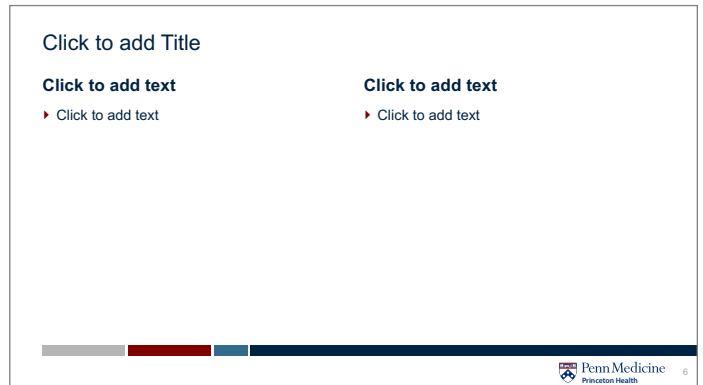 Click to add Title
Click to add text
Click to add text
Click to add text
Click to add text
Penn Medicine
Princeton Health
6